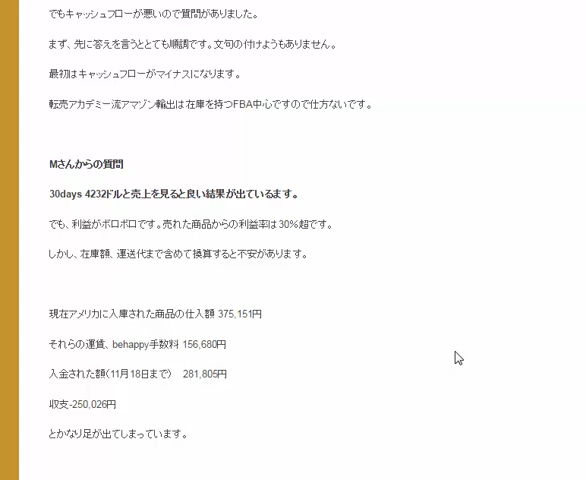 でもキャッシュフローが悪いので質問がありました。
まず、先に答えを言うととても順調です。文句の付けようもありません。
最初はキャッシュフローがマイナスになります。
転売アカデミー流アマゾン輸出は在庫を持つFBA中心ですので仕方ないです。
Mさんからの質問
30days 4232ドルと売上を見ると良い結果が出ているます。
でも、利益がボロボロです。売れた商品からの利益率は30%超です。
しかし、在庫額、運送代まで含めて換算すると不安があります。
現在アメリカに入庫された商品の仕入額 375,151円
それらの運賃、behappy手数料 156,680円
入金された額(11月18日まで) 281,805円
収支-250,026円
とかなり足が出てしまっています。